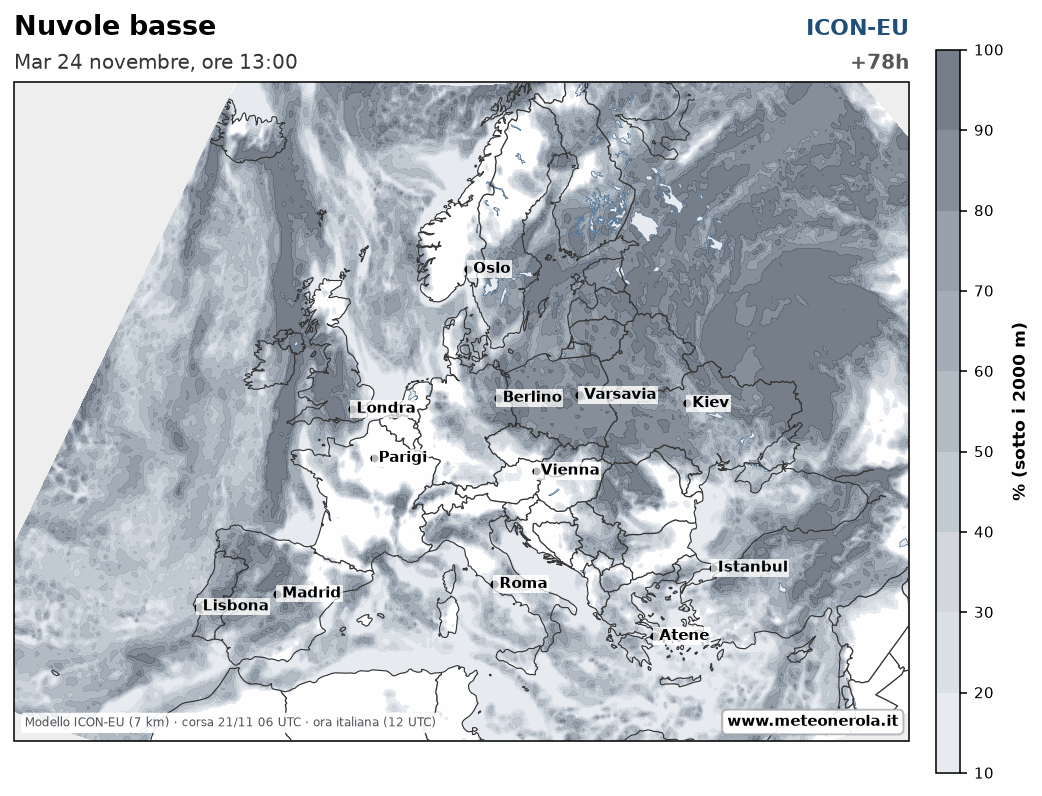 Nuvole basse
ICON-EU
Mar 24 novembre, ore 13:00
+78h
100
90
80
70
60
50
40
30
20
10
% (sotto i 2000 m)
Oslo
Berlino
Varsavia
Kiev
Londra
Parigi
Vienna
Istanbul
Roma
Madrid
Lisbona
Atene
Modello ICON-EU (7 km) · corsa 21/11 06 UTC · ora italiana (12 UTC)
www.meteonerola.it